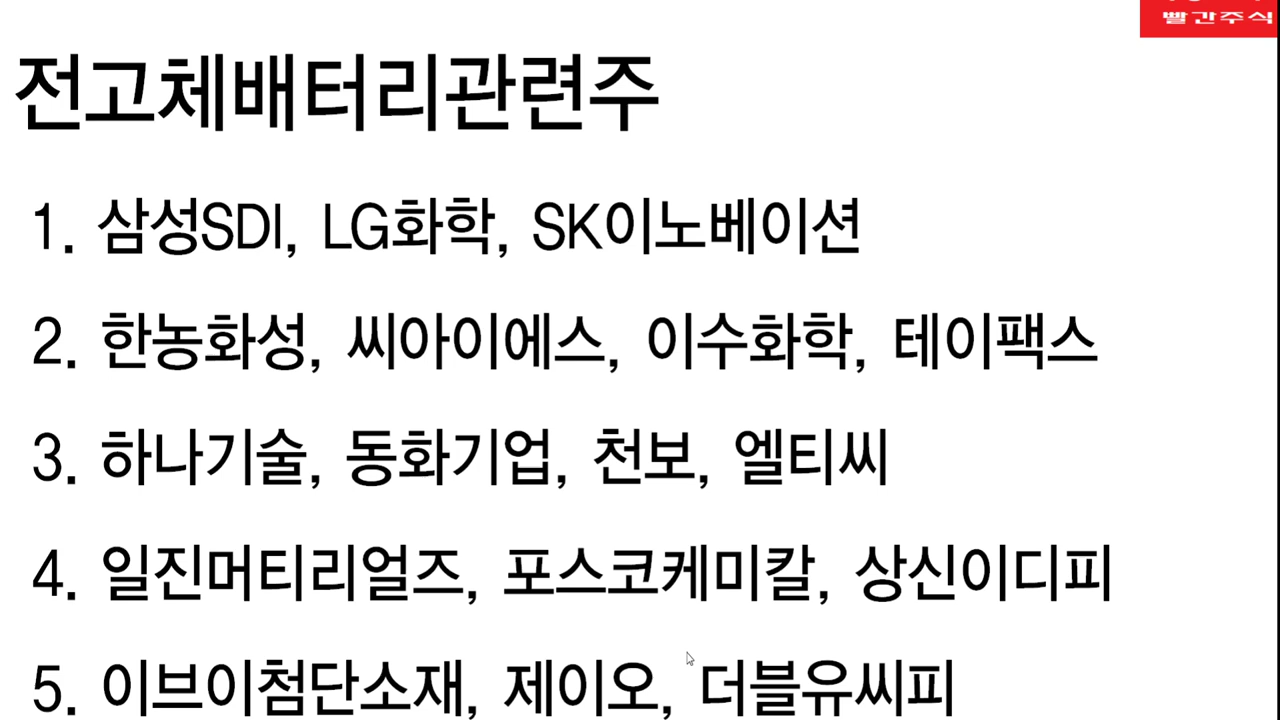 빨간주식
전고체배터리관련주
1. 삼성SDI, LG화학, SK이노베이션
2. 한농화성, 씨아이에스, 이수화학, 테이팩스
3. 하나기술, 동화기업, 천보, 엘티씨
4. 일진머티리얼즈, 포스코케미칼, 상신이디피
5. 이브이첨단소재, 제이오, 더블유씨피